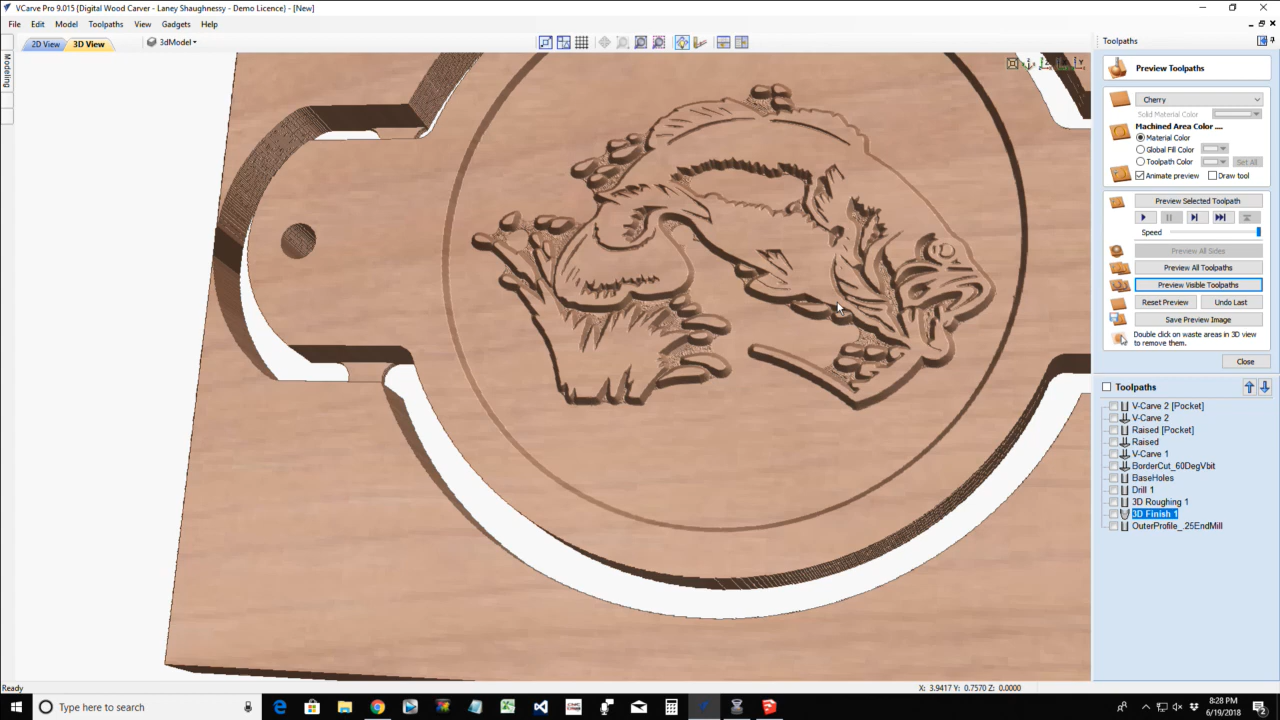 VCarve Pro 9.015 {Digital Wood Carver - Laney Shaughnessy - Demo Licence} - [New]
File Edit Model Toolpaths View Gadgets Help
2D View 3D View 3dModel
Modeling
Toolpaths
Preview Toolpaths
Cherry
Solid Material Color
Machined Area Color ....
Material Color
Global Fill Color
Toolpath Color Set All
Animate preview Draw tool
Preview Selected Toolpath
Speed
Preview All Sides
Preview All Toolpaths
Preview Visible Toolpaths
Reset Preview Undo Last
Save Preview Image
Double click on waste areas in 3D view
to remove them.
Close
Toolpaths
V-Carve 2 [Pocket]
V-Carve 2
Raised [Pocket]
Raised
V-Carve 1
BorderCut_60DegVbit
BaseHoles
Drill 1
3D Roughing 1
3D Finish 1
OuterProfile_.25EndMill
Ready
X: 3.9417 Y: 0.7570 Z: 0.0000
Type here to search
8:28 PM
6/19/2018